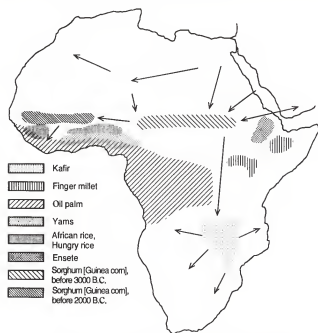 Kafir
Finger millet
Oil palm
Yams
African rice,
Hungry rice
Ensete
Sorghum [Guinea corn],
before 3000 B.C.
Sorghum [Guinea corn],
before 2000 B.C.